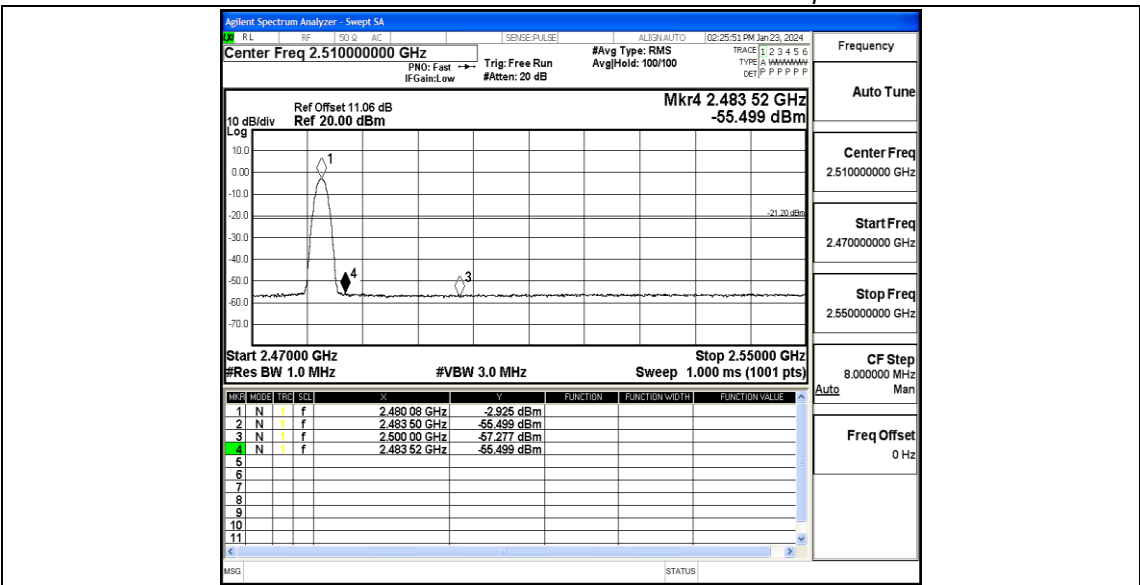 Agilent Spectrum Analyzer - Swept SA
LXI RL RF 50 Ω AC SENSE:PULSE ALIGN AUTO 02:25:51 PM Jan 23, 2024
Center Freq 2.510000000 GHz
PNO: Fast
IFGain:Low
Trig: Free Run
#Atten: 20 dB
#Avg Type: RMS
Avg|Hold: 100/100
TRACE 1 2 3 4 5 6
TYPE A WWWWW
DET P P P P P P
Mkr4 2.483 52 GHz
-55.499 dBm
Ref Offset 11.06 dB
10 dB/div Ref 20.00 dBm
Log
10.0
0.00
-10.0
-20.0
-30.0
-40.0
-50.0
-60.0
-70.0
1
4
3
-21.20 dBm
Start 2.47000 GHz Stop 2.55000 GHz
#Res BW 1.0 MHz #VBW 3.0 MHz Sweep 1.000 ms (1001 pts)
MKR MODE TRC SCL X Y FUNCTION FUNCTION WIDTH FUNCTION VALUE
1 N 1 f 2.480 08 GHz -2.925 dBm
2 N 1 f 2.483 50 GHz -55.499 dBm
3 N 1 f 2.500 00 GHz -57.277 dBm
4 N 1 f 2.483 52 GHz -55.499 dBm
5
6
7
8
9
10
11
MSG STATUS
Frequency
Auto Tune
Center Freq
2.510000000 GHz
Start Freq
2.470000000 GHz
Stop Freq
2.550000000 GHz
CF Step
8.000000 MHz
Auto Man
Freq Offset
0 Hz